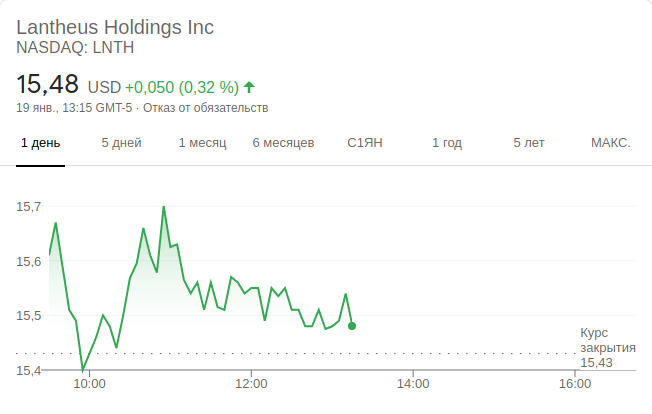 Lantheus Holdings Inc
NASDAQ: LNTH
15,48 USD +0,050 (0,32 %)
19 янв., 13:15 GMT-5 · Отказ от обязательств
1 день 5 дней 1 месяц 6 месяцев С1ЯН 1 год 5 лет МАКС.
15,7
15,6
15,5
15,4
Курс
закрытия
15,43
10:00 12:00 14:00 16:00